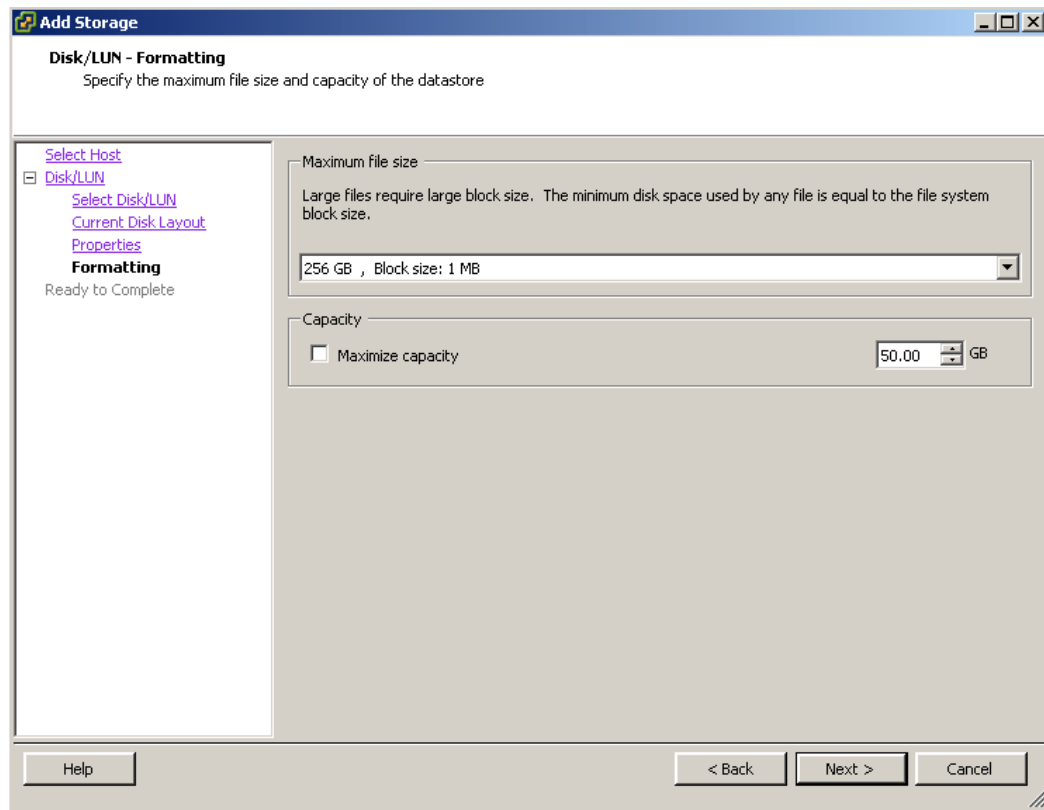 Add Storage
Disk/LUN - Formatting
Specify the maximum file size and capacity of the datastore
Select Host
Disk/LUN
Select Disk/LUN
Current Disk Layout
Properties
Formatting
Ready to Complete
Maximum file size
Large files require large block size. The minimum disk space used by any file is equal to the file system
block size.
256 GB , Block size: 1 MB
Capacity
Maximize capacity
50.00 GB
Help
< Back
Next >
Cancel